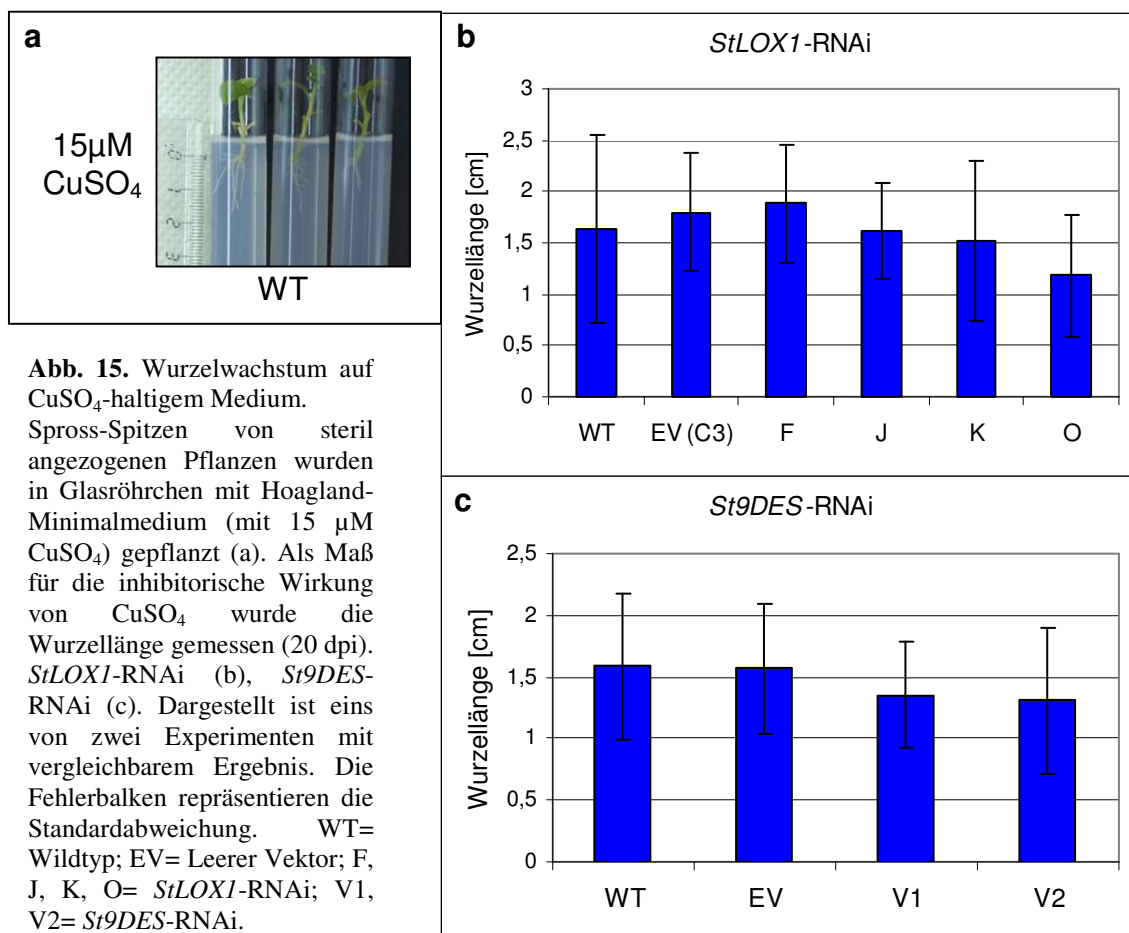 a
15µM
CuSO₄
0
1
2
3
WT
Abb. 15. Wurzelwachstum auf
CuSO₄-haltigem Medium.
Spross-Spitzen von steril
angezogenen Pflanzen wurden
in Glasröhrchen mit Hoagland-
Minimalmedium (mit 15 µM
CuSO₄) gepflanzt (a). Als Maß
für die inhibitorische Wirkung
von CuSO₄ wurde die
Wurzellänge gemessen (20 dpi).
StLOX1-RNAi (b), St9DES-
RNAi (c). Dargestellt ist eins
von zwei Experimenten mit
vergleichbarem Ergebnis. Die
Fehlerbalken repräsentieren die
Standardabweichung. WT=
Wildtyp; EV= Leerer Vektor; F,
J, K, O= StLOX1-RNAi; V1,
V2= St9DES-RNAi.
b
StLOX1-RNAi
Wurzellänge [cm]
3
2,5
2
1,5
1
0,5
0
WT EV (C3) F J K O
c
St9DES-RNAi
Wurzellänge [cm]
2,5
2
1,5
1
0,5
0
WT EV V1 V2